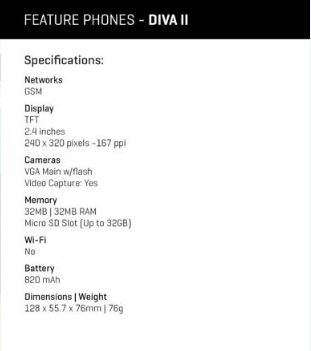 FEATURE PHONES - DIVA II
Specifications:
Networks
GSM
Display
TFT
2.4 inches
240 x 320 pixels ~167 ppi
Cameras
VGA Main w/flash
Video Capture: Yes
Memory
32MB | 32MB RAM
Micro SD Slot (Up to 32GB)
Wi-Fi
No
Battery
820 mAh
Dimensions | Weight
128 x 55.7 x 76mm | 76g